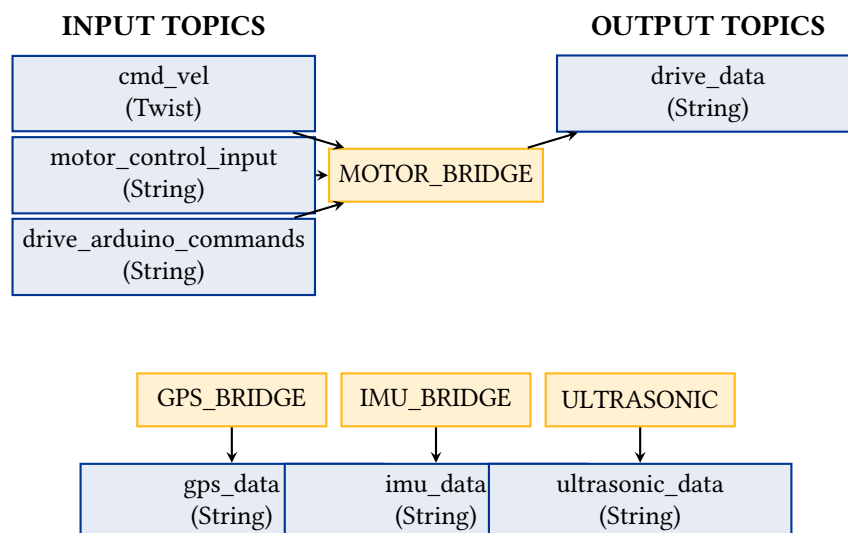 INPUT TOPICS
OUTPUT TOPICS
cmd_vel
(Twist)
drive_data
(String)
motor_control_input
(String)
MOTOR_BRIDGE
drive_arduino_commands
(String)
GPS_BRIDGE
IMU_BRIDGE
ULTRASONIC
gps_data
(String)
imu_data
(String)
ultrasonic_data
(String)